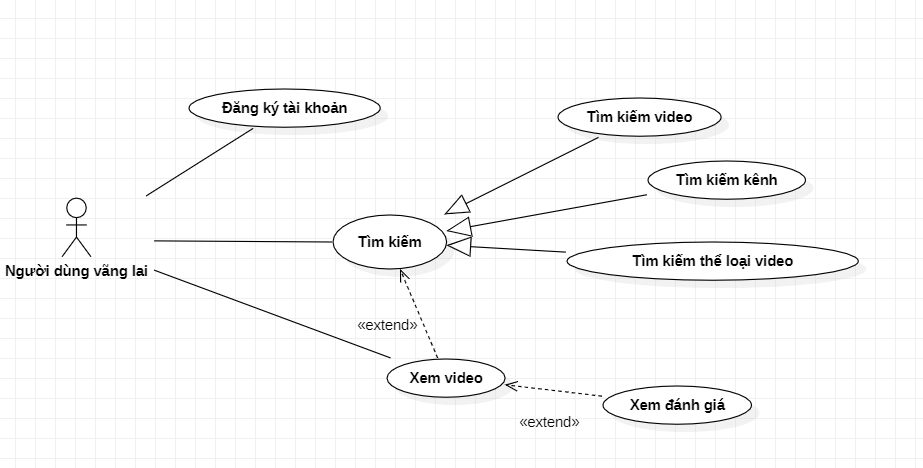 Đăng ký tài khoản
Tìm kiếm video
Tìm kiếm kênh
Người dùng vãng lai
Tìm kiếm
Tìm kiếm thể loại video
«extend»
Xem video
Xem đánh giá
«extend»